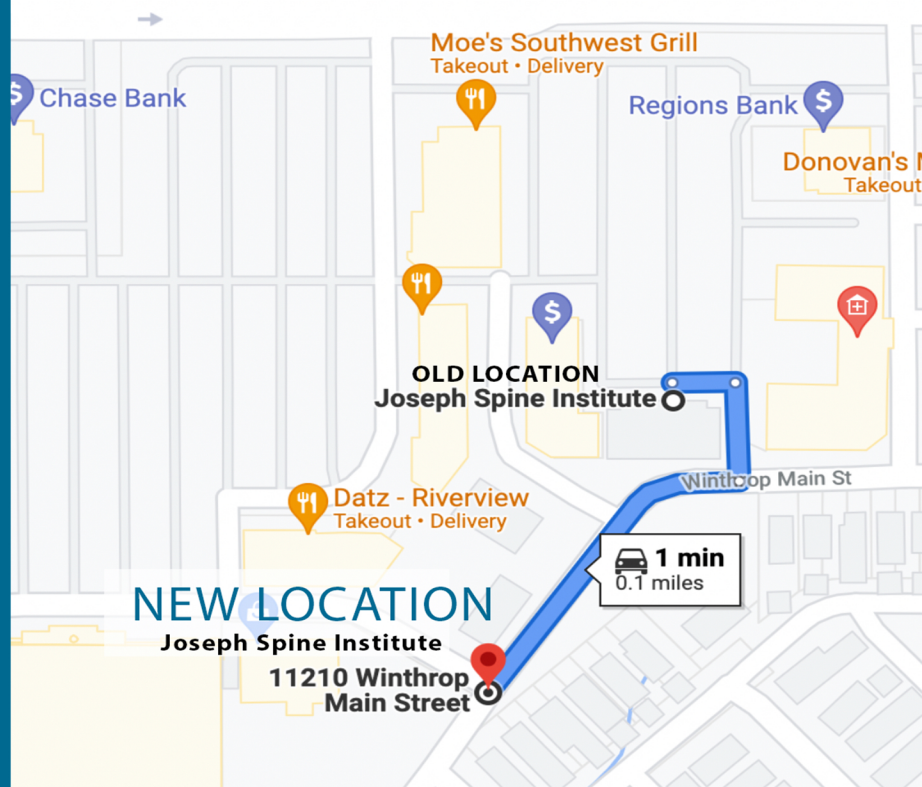 Moe's Southwest Grill
Takeout • Delivery
Chase Bank
Regions Bank
Donovan's
Takeout
OLD LOCATION
Joseph Spine Institute
Winthrop Main St
Datz - Riverview
Takeout • Delivery
1 min
0.1 miles
NEW LOCATION
Joseph Spine Institute
11210 Winthrop
Main Street